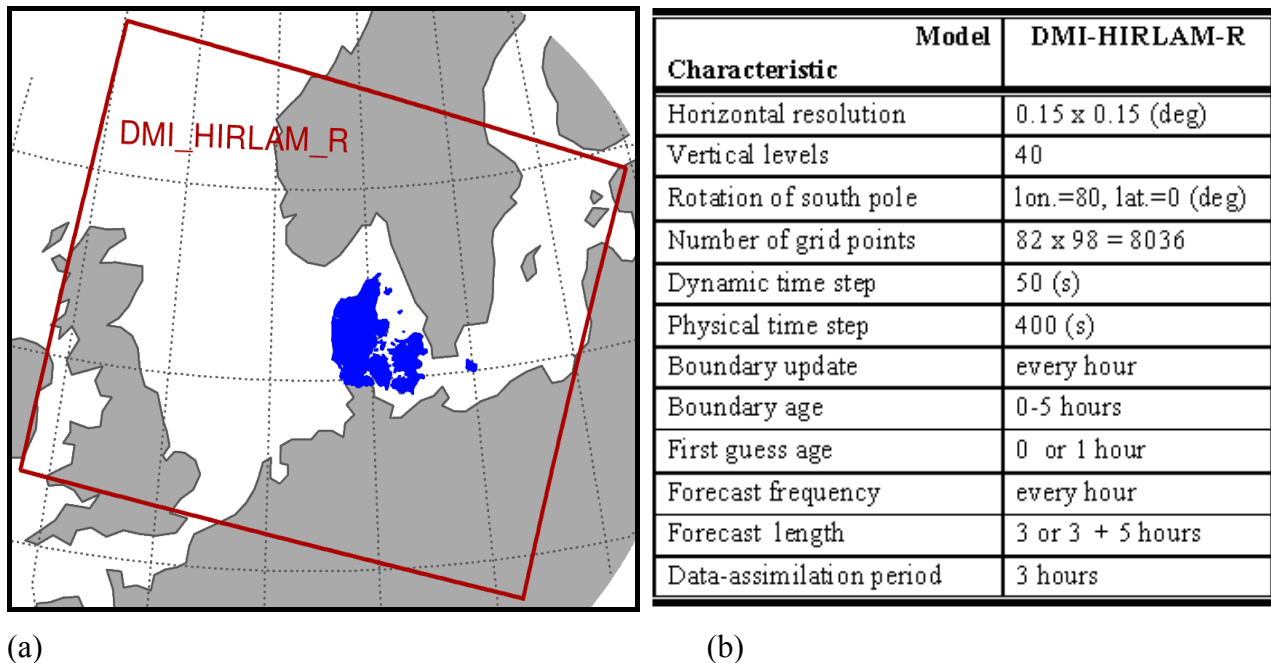 DMI_HIRLAM_R
Model DMI-HIRLAM-R
Characteristic
Horizontal resolution 0.15 x 0.15 (deg)
Vertical levels 40
Rotation of south pole lon.=80, lat.=0 (deg)
Number of grid points 82 x 98 = 8036
Dynamic time step 50 (s)
Physical time step 400 (s)
Boundary update every hour
Boundary age 0-5 hours
First guess age 0 or 1 hour
Forecast frequency every hour
Forecast length 3 or 3 + 5 hours
Data-assimilation period 3 hours
(a) (b)